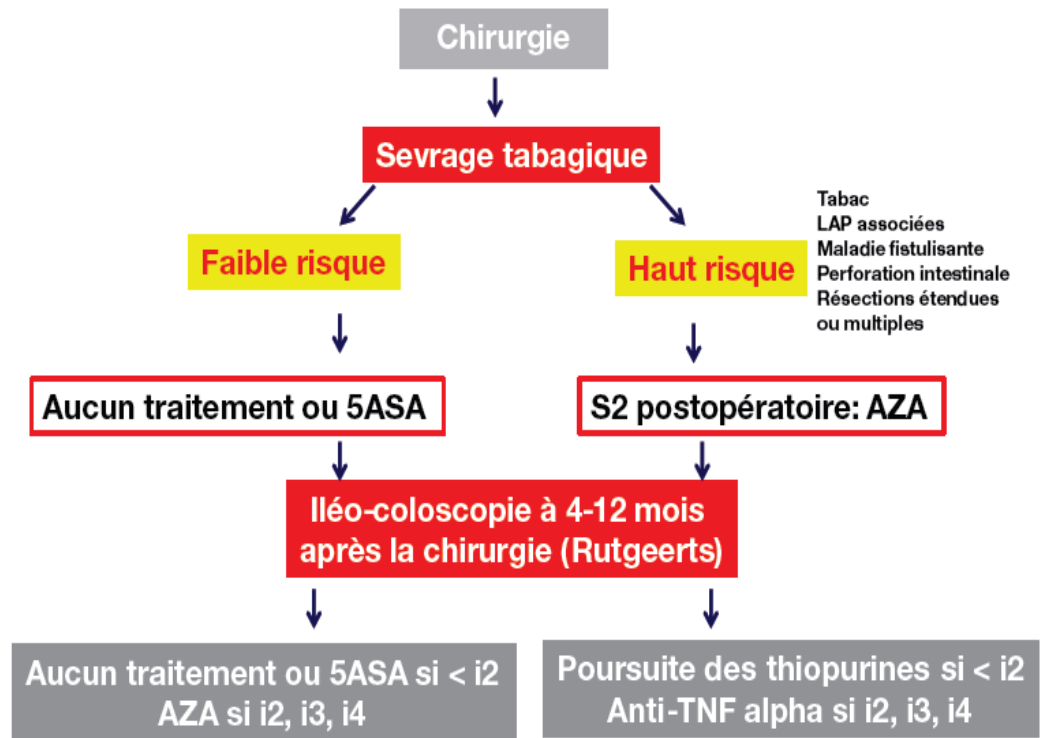 Chirurgie
Sevrage tabagique
Faible risque
Haut risque
Tabac
LAP associées
Maladie fistulisante
Perforation intestinale
Résections étendues
ou multiples
Aucun traitement ou 5ASA
S2 postopératoire: AZA
Iléo-coloscopie à 4-12 mois
après la chirurgie (Rutgeerts)
Aucun traitement ou 5ASA si < i2
AZA si i2, i3, i4
Poursuite des thiopurines si < i2
Anti-TNF alpha si i2, i3, i4